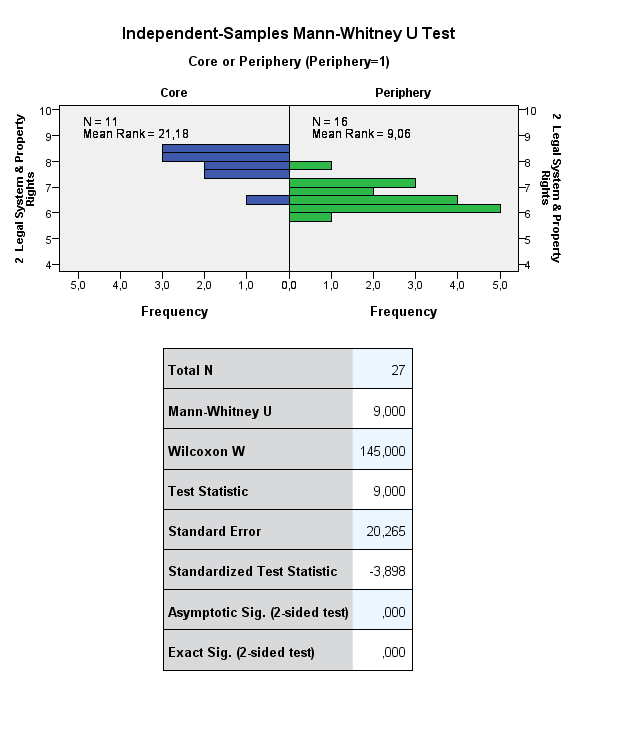 Independent-Samples Mann-Whitney U Test
Core or Periphery (Periphery=1)
Core
Periphery
N = 11
Mean Rank = 21,18
N = 16
Mean Rank = 9,06
2 Legal System & Property
Rights
10
9
8
7
6
5
4
10
9
8
7
6
5
4
2 Legal System & Property
Rights
5,0 4,0 3,0 2,0 1,0 0,0 0,0 1,0 2,0 3,0 4,0 5,0
Frequency
Frequency
Total N 27
Mann-Whitney U 9,000
Wilcoxon W 145,000
Test Statistic 9,000
Standard Error 20,265
Standardized Test Statistic -3,898
Asymptotic Sig. (2-sided test) ,000
Exact Sig. (2-sided test) ,000